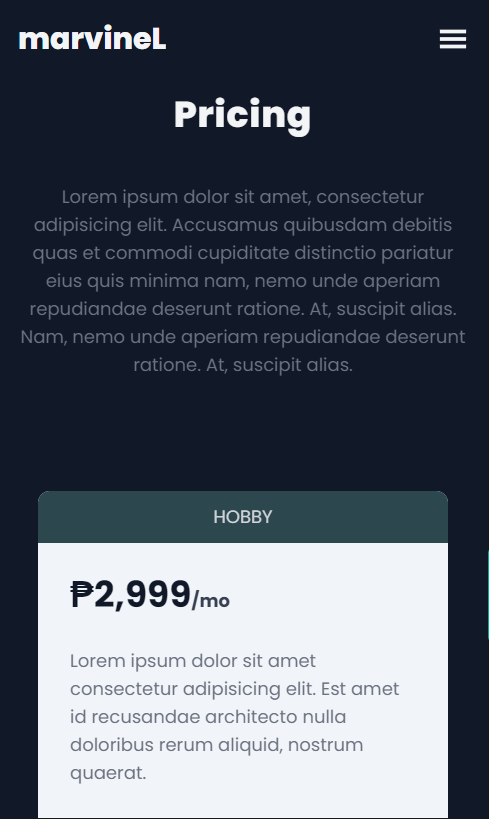 marvineL
Pricing
Lorem ipsum dolor sit amet, consectetur
adipisicing elit. Accusamus quibusdam debitis
quas et commodi cupiditate distinctio pariatur
eius quis minima nam, nemo unde aperiam
repudiandae deserunt ratione. At, suscipit alias.
Nam, nemo unde aperiam repudiandae deserunt
ratione. At, suscipit alias.
HOBBY
₱2,999/mo
Lorem ipsum dolor sit amet
consectetur adipisicing elit. Est amet
id recusandae architecto nulla
doloribus rerum aliquid, nostrum
quaerat.